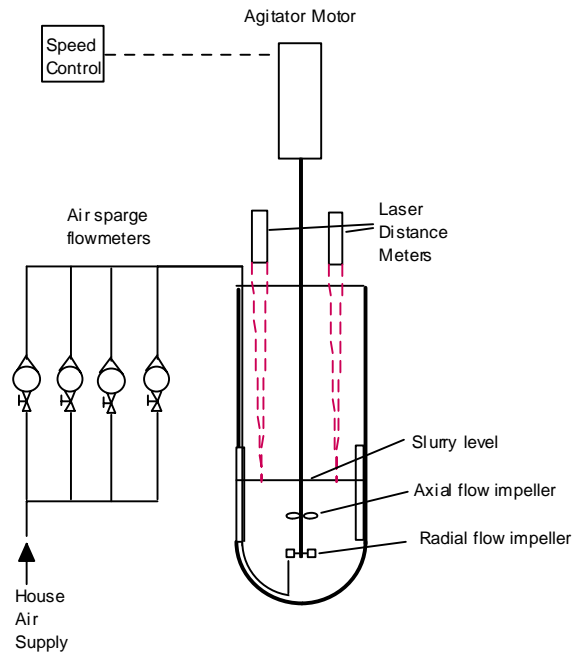 Agitator Motor
Speed
Control
Air sparge
flowmeters
Laser
Distance
Meters
Slurry level
Axial flow impeller
Radial flow impeller
House
Air
Supply